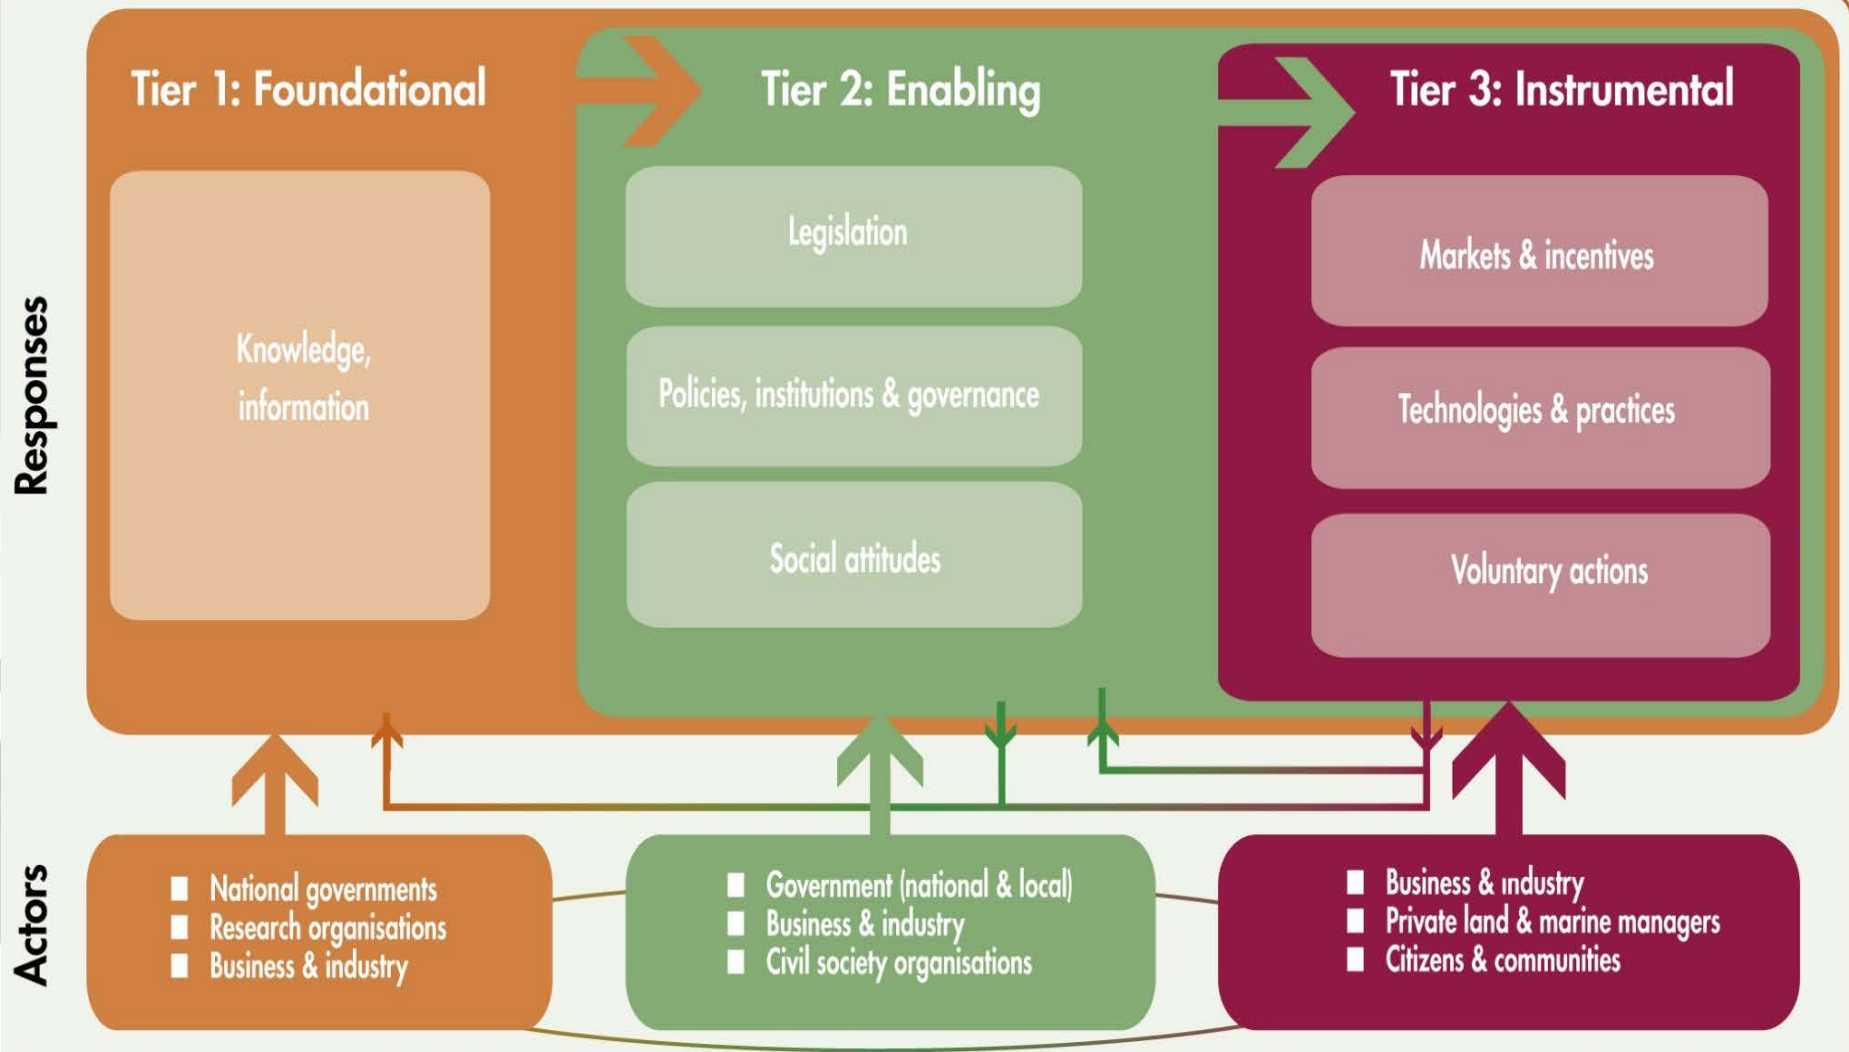 Responses
Tier 1: Foundational
Knowledge,
information
Tier 2: Enabling
Legislation
Policies, institutions & governance
Social attitudes
Tier 3: Instrumental
Markets & incentives
Technologies & practices
Voluntary actions
Actors
National governments
Research organisations
Business & industry
Government (national & local)
Business & industry
Civil society organisations
Business & industry
Private land & marine managers
Citizens & communities